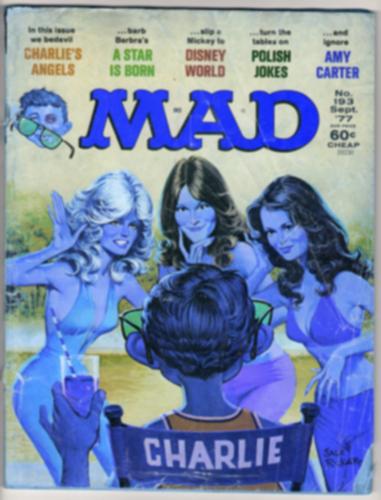 In this issue we bedevil CHARLIE'S ANGELS
...barb Barbra's A STAR IS BORN
...slip a Mickey to DISNEY WORLD
...turn the tables on POLISH JOKES
...and ignore AMY CARTER
MAD
No. 193
Sept. '77
60¢
CHEAP
CHARLIE